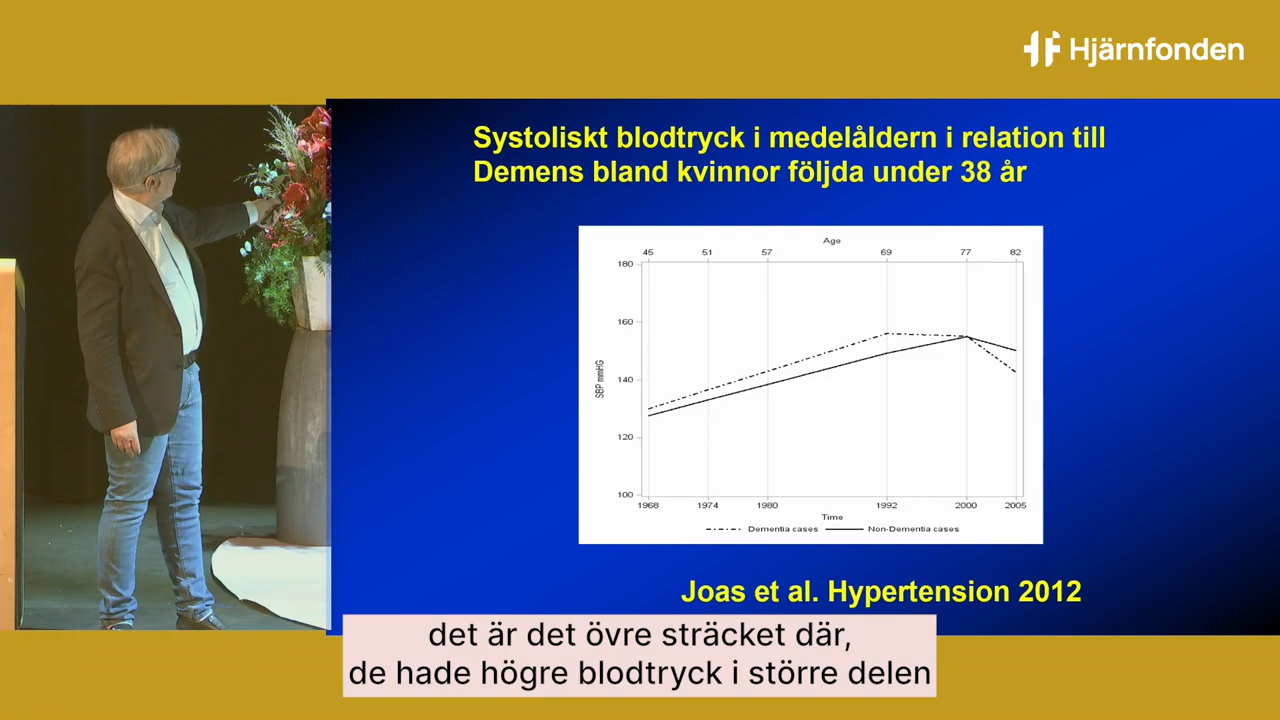 Hjärnfonden
Systoliskt blodtryck i medelåldern i relation till
Demens bland kvinnor följda under 38 år
Age
45 51 57 69 77 82
180
160
140
120
100
SBP mmHG
1968 1974 1980 1992 2000 2005
Time
Dementia cases Non-Dementia cases
Joas et al. Hypertension 2012
det är det övre sträcket där,
de hade högre blodtryck i större delen